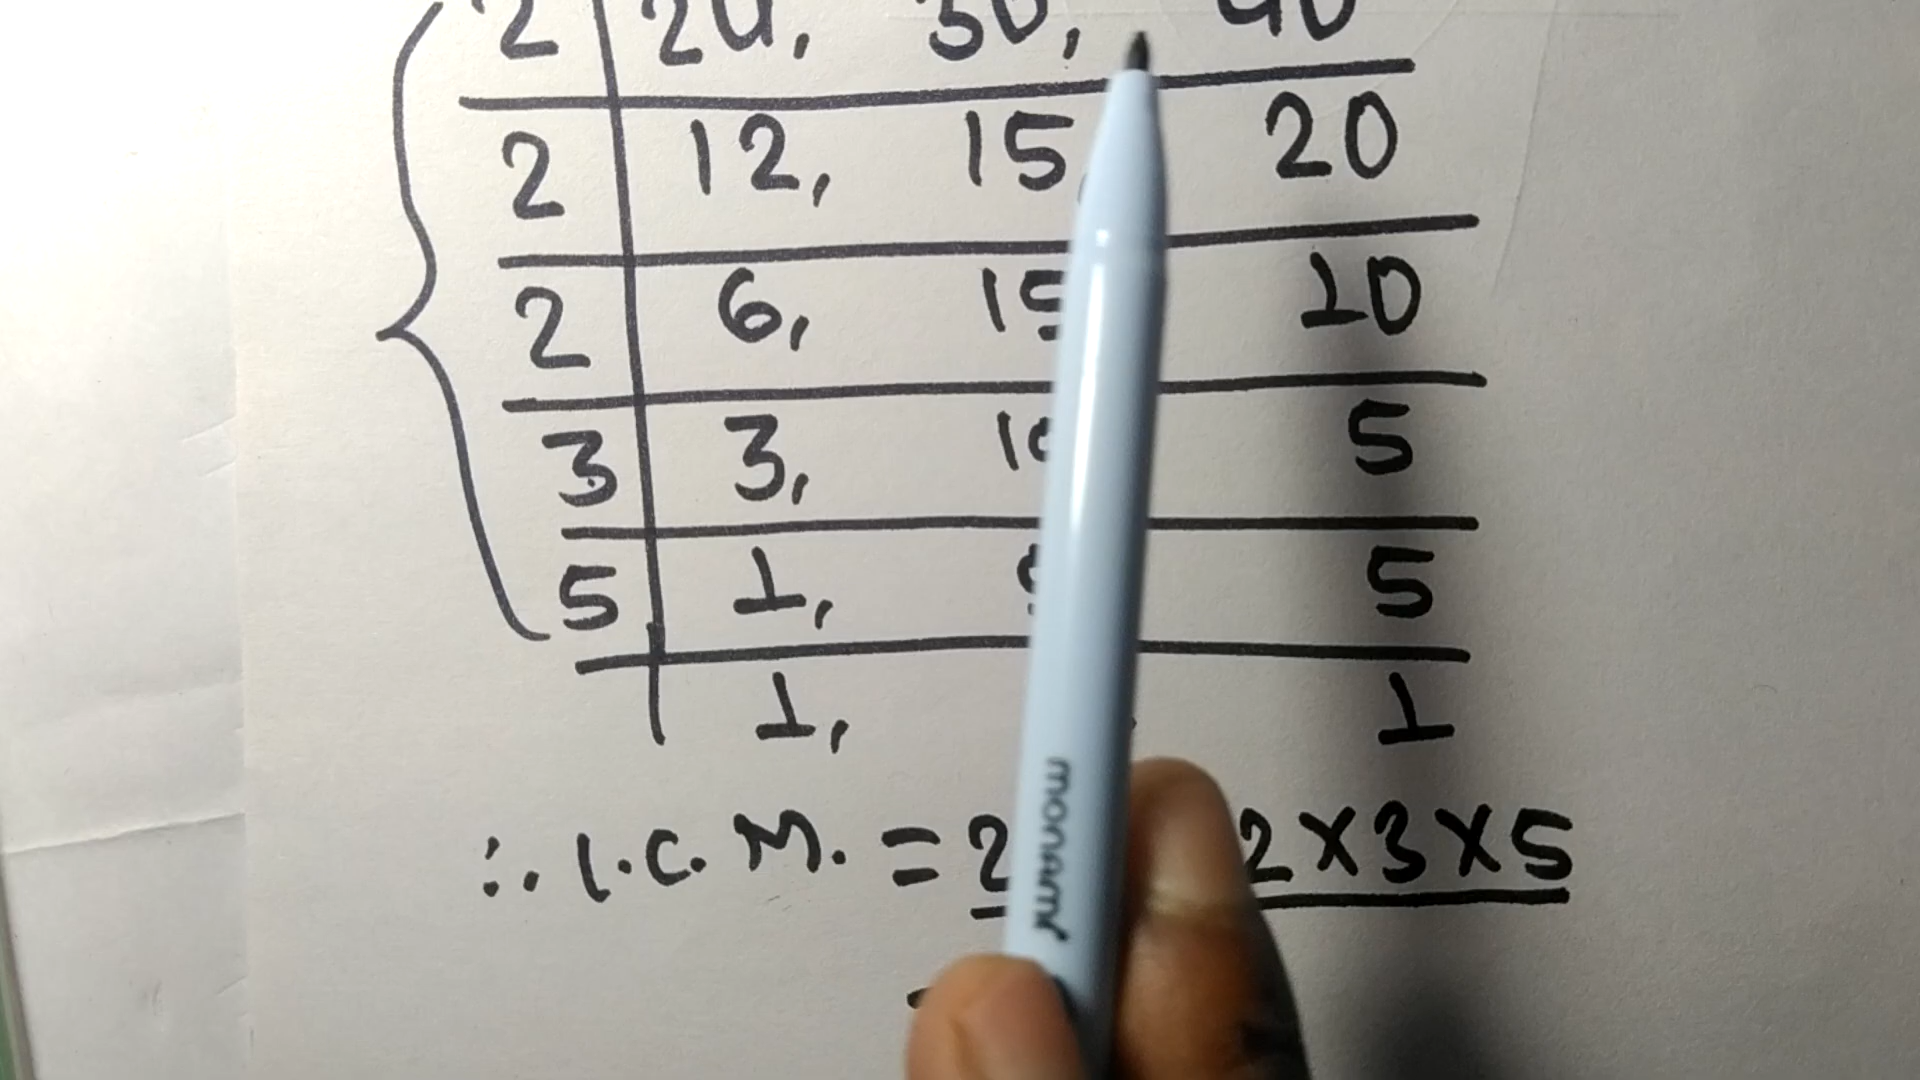 2 | 24, 30, 40
2 | 12, 15, 20
2 | 6, 15 10
3 | 3, 5
5 | 1, 5
1, 1
∴ L.C.M. = 2 2×3×5
monami